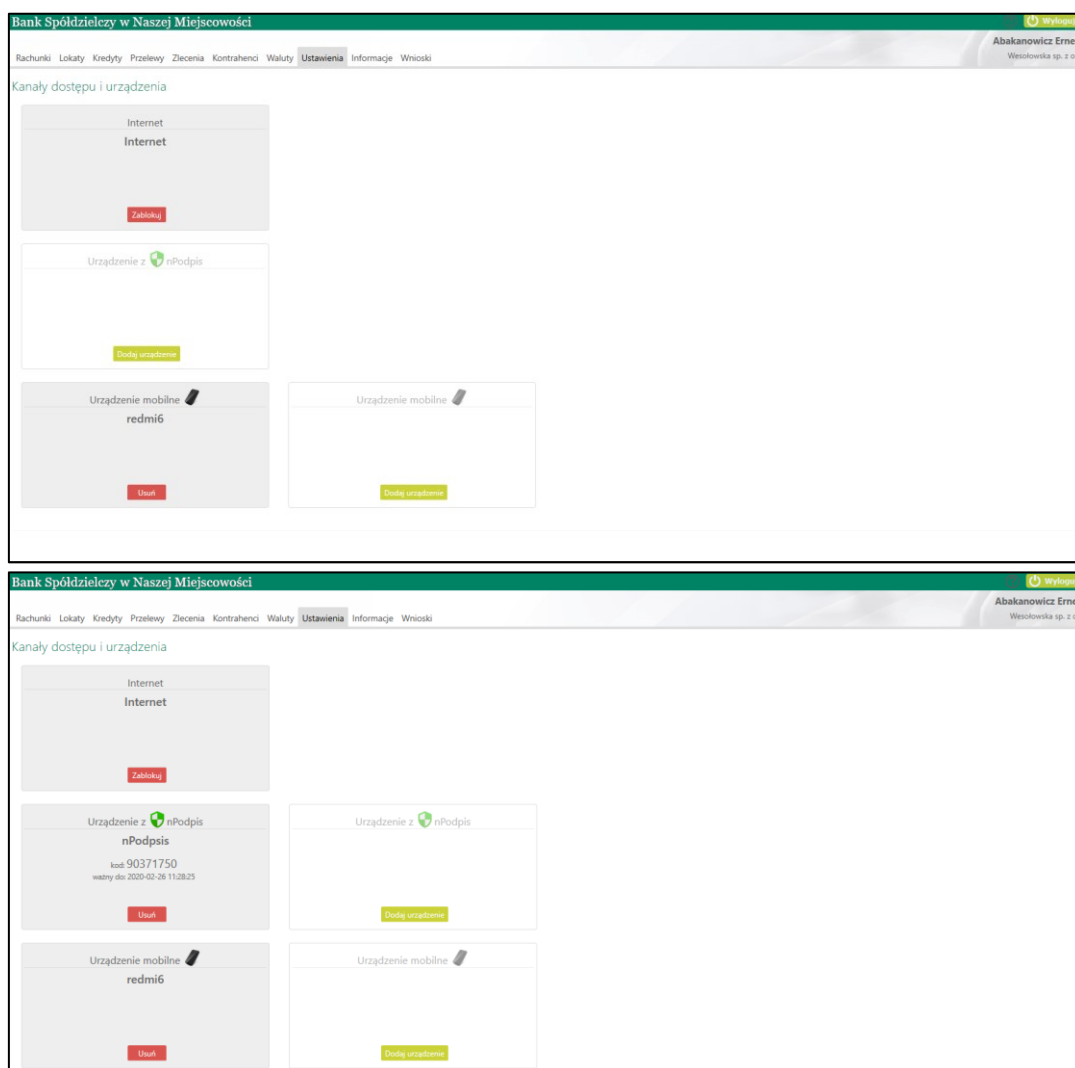 Bank Spółdzielczy w Naszej Miejscowości
Wyloguj
Abakanowicz Erne
Rachunki Lokaty Kredyty Przelewy Zlecenia Kontrahenci Waluty Ustawienia Informacje Wnioski
Wesołowska sp. z o
Kanały dostępu i urządzenia
Internet
Internet
Zablokuj
Urządzenie z nPodpis
Dodaj urządzenie
Urządzenie mobilne Urządzenie mobilne
redmi6
Usuń Dodaj urządzenie
Bank Spółdzielczy w Naszej Miejscowości
Wyloguj
Abakanowicz Erne
Rachunki Lokaty Kredyty Przelewy Zlecenia Kontrahenci Waluty Ustawienia Informacje Wnioski
Wesołowska sp. z o
Kanały dostępu i urządzenia
Internet
Internet
Zablokuj
Urządzenie z nPodpis Urządzenie z nPodpis
nPodpsis
kod: 90371750
ważny do: 2020-02-26 11:28:25
Usuń Dodaj urządzenie
Urządzenie mobilne Urządzenie mobilne
redmi6
Usuń Dodaj urządzenie